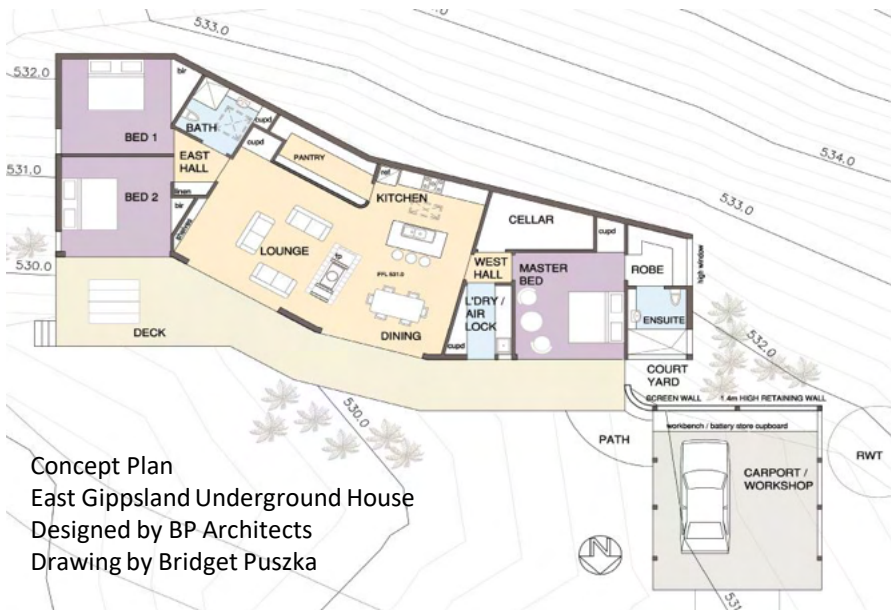 533.0
532.0
bir
534.0
BED 1
BATH
cupd
cupd
531.0
EAST
HALL
PANTRY
ref
BED 2
linen
bir
shelves
KITCHEN
533.0
CELLAR
cupd
LOUNGE
FFL 531.0
WEST
HALL
MASTER
BED
ROBE
high window
530.0
L'DRY /
AIR
LOCK
ENSUITE
DECK
DINING
cupd
532.0
COURT
YARD
SCREEN WALL
1.4m HIGH RETAINING WALL
530.0
PATH
workbench / battery store cupboard
RWT
CARPORT /
WORKSHOP
Concept Plan
East Gippsland Underground House
Designed by BP Architects
Drawing by Bridget Puszka
N